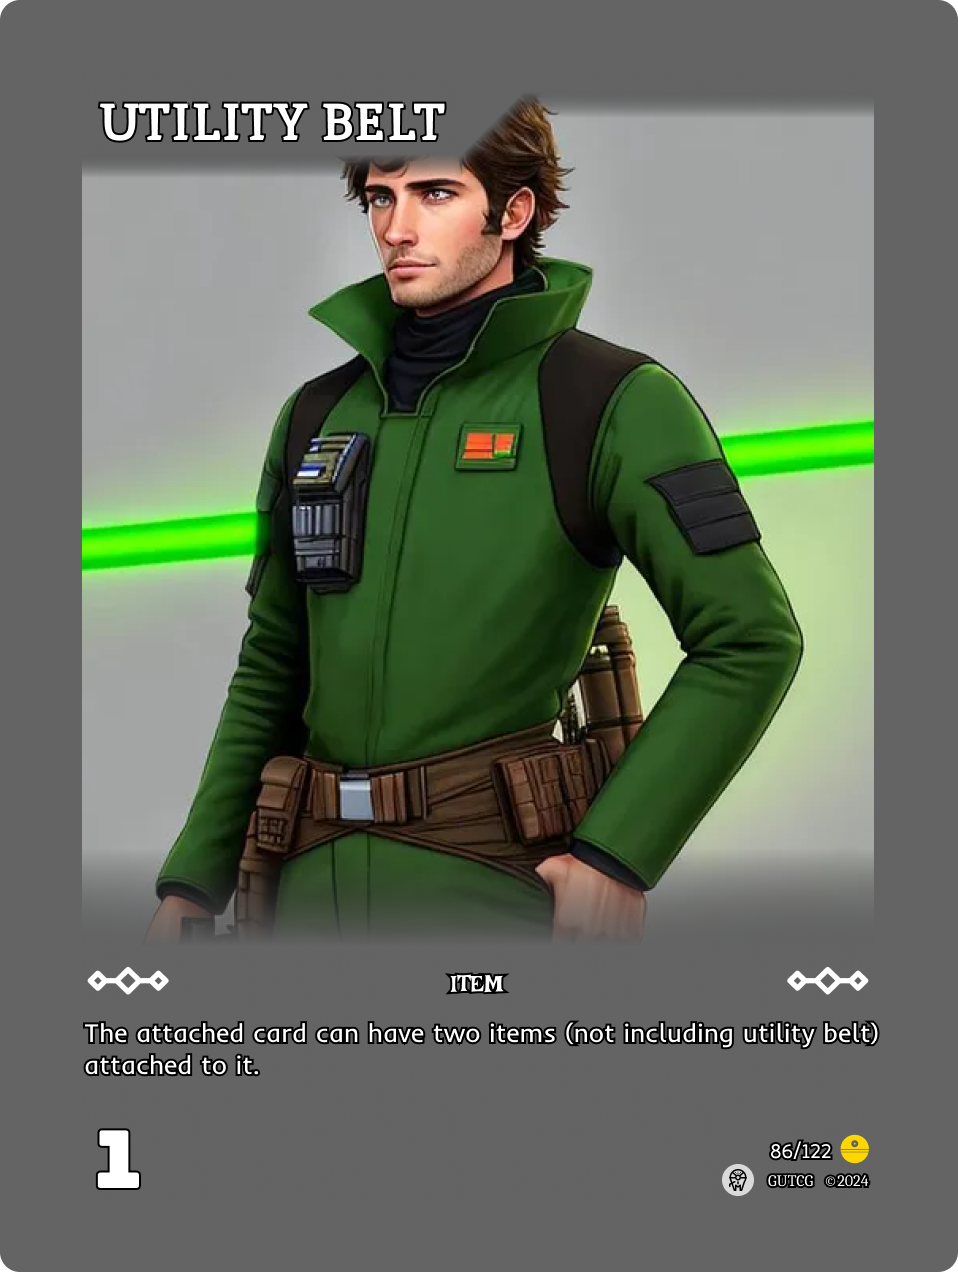 UTILITY BELT
ITEM
The attached card can have two items (not including utility belt)
attached to it.
1
86/122
GUTCG ©2024